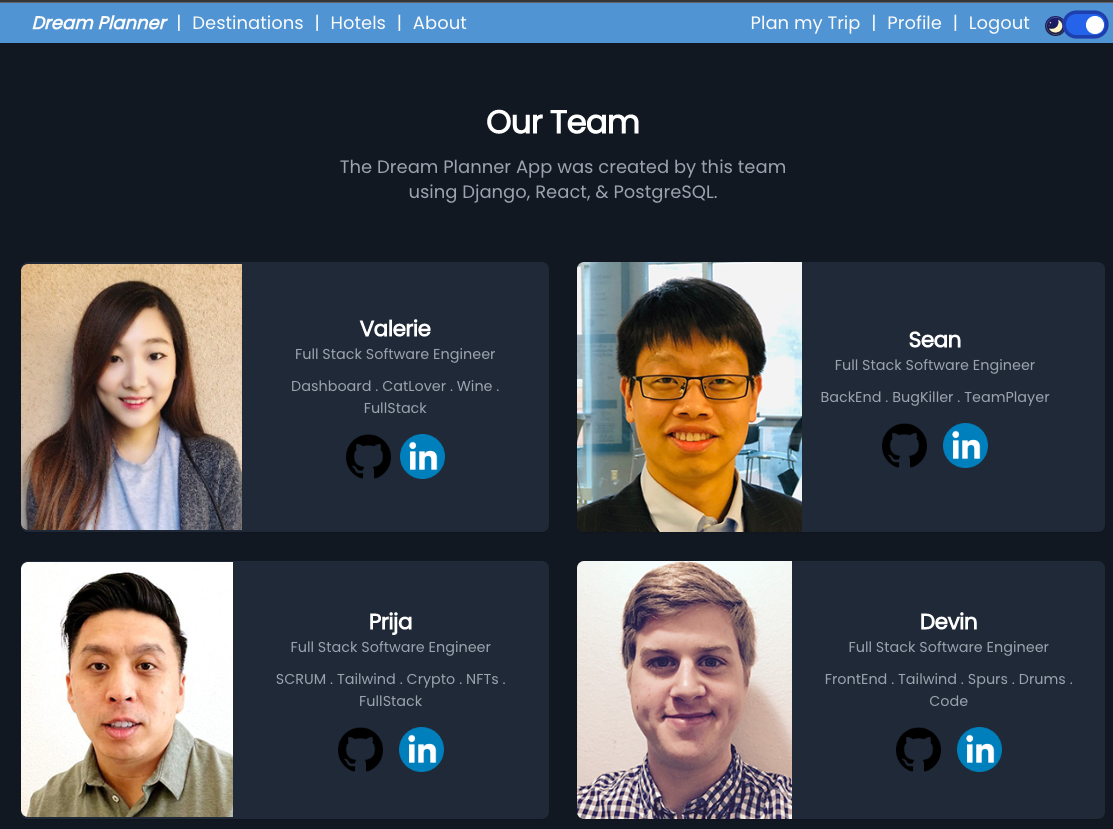 Dream Planner | Destinations | Hotels | About Plan my Trip | Profile | Logout
Our Team
The Dream Planner App was created by this team
using Django, React, & PostgreSQL.
Valerie
Full Stack Software Engineer
Dashboard . CatLover . Wine .
FullStack
in
Sean
Full Stack Software Engineer
BackEnd . BugKiller . TeamPlayer
in
Prija
Full Stack Software Engineer
SCRUM . Tailwind . Crypto . NFTs .
FullStack
in
Devin
Full Stack Software Engineer
FrontEnd . Tailwind . Spurs . Drums .
Code
in